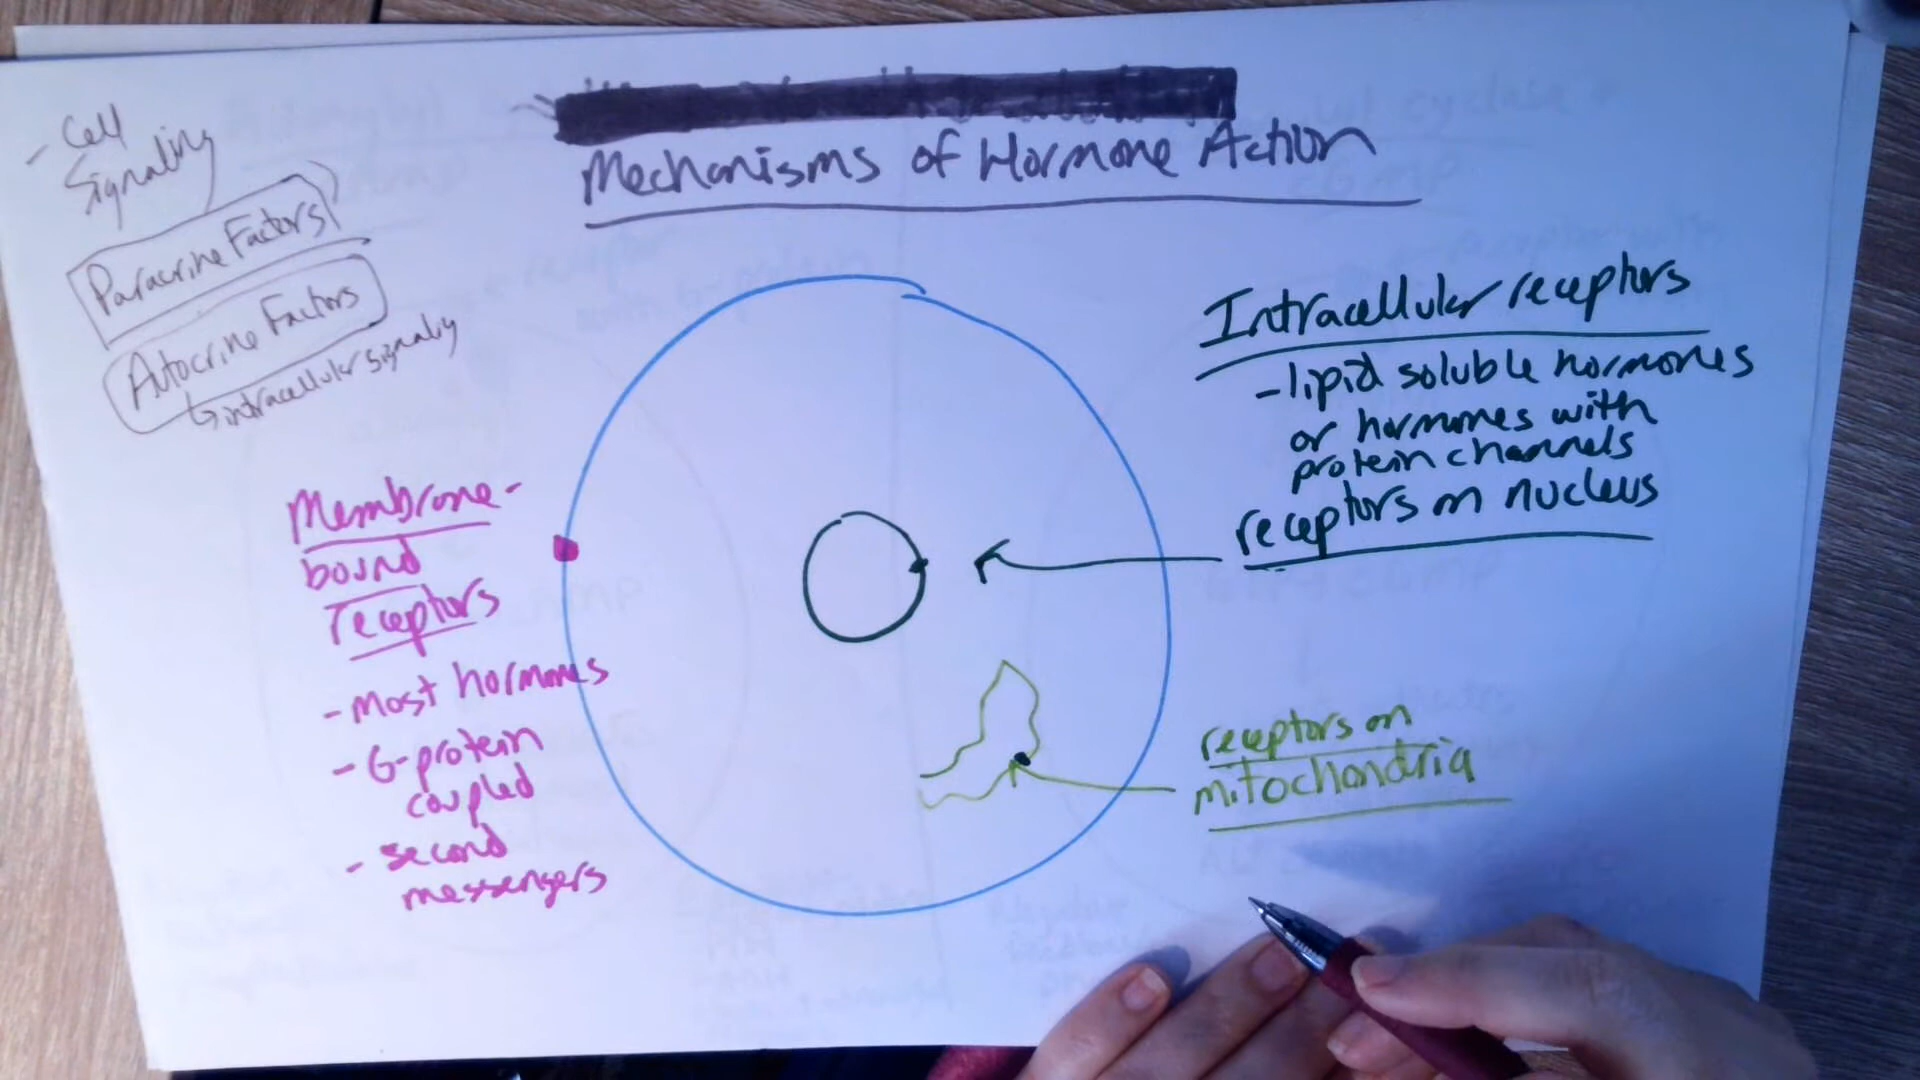 Mechanisms of Hormone Action
- Cell
Signaling
Paracrine Factors
Autocrine Factors
↳ intracellular signaling
Membrane-
bound
receptors
- most hormones
- G-protein
coupled
- second
messengers
Intracellular receptors
- lipid soluble hormones
or hormones with
protein channels
receptors on nucleus
receptors on
mitochondria